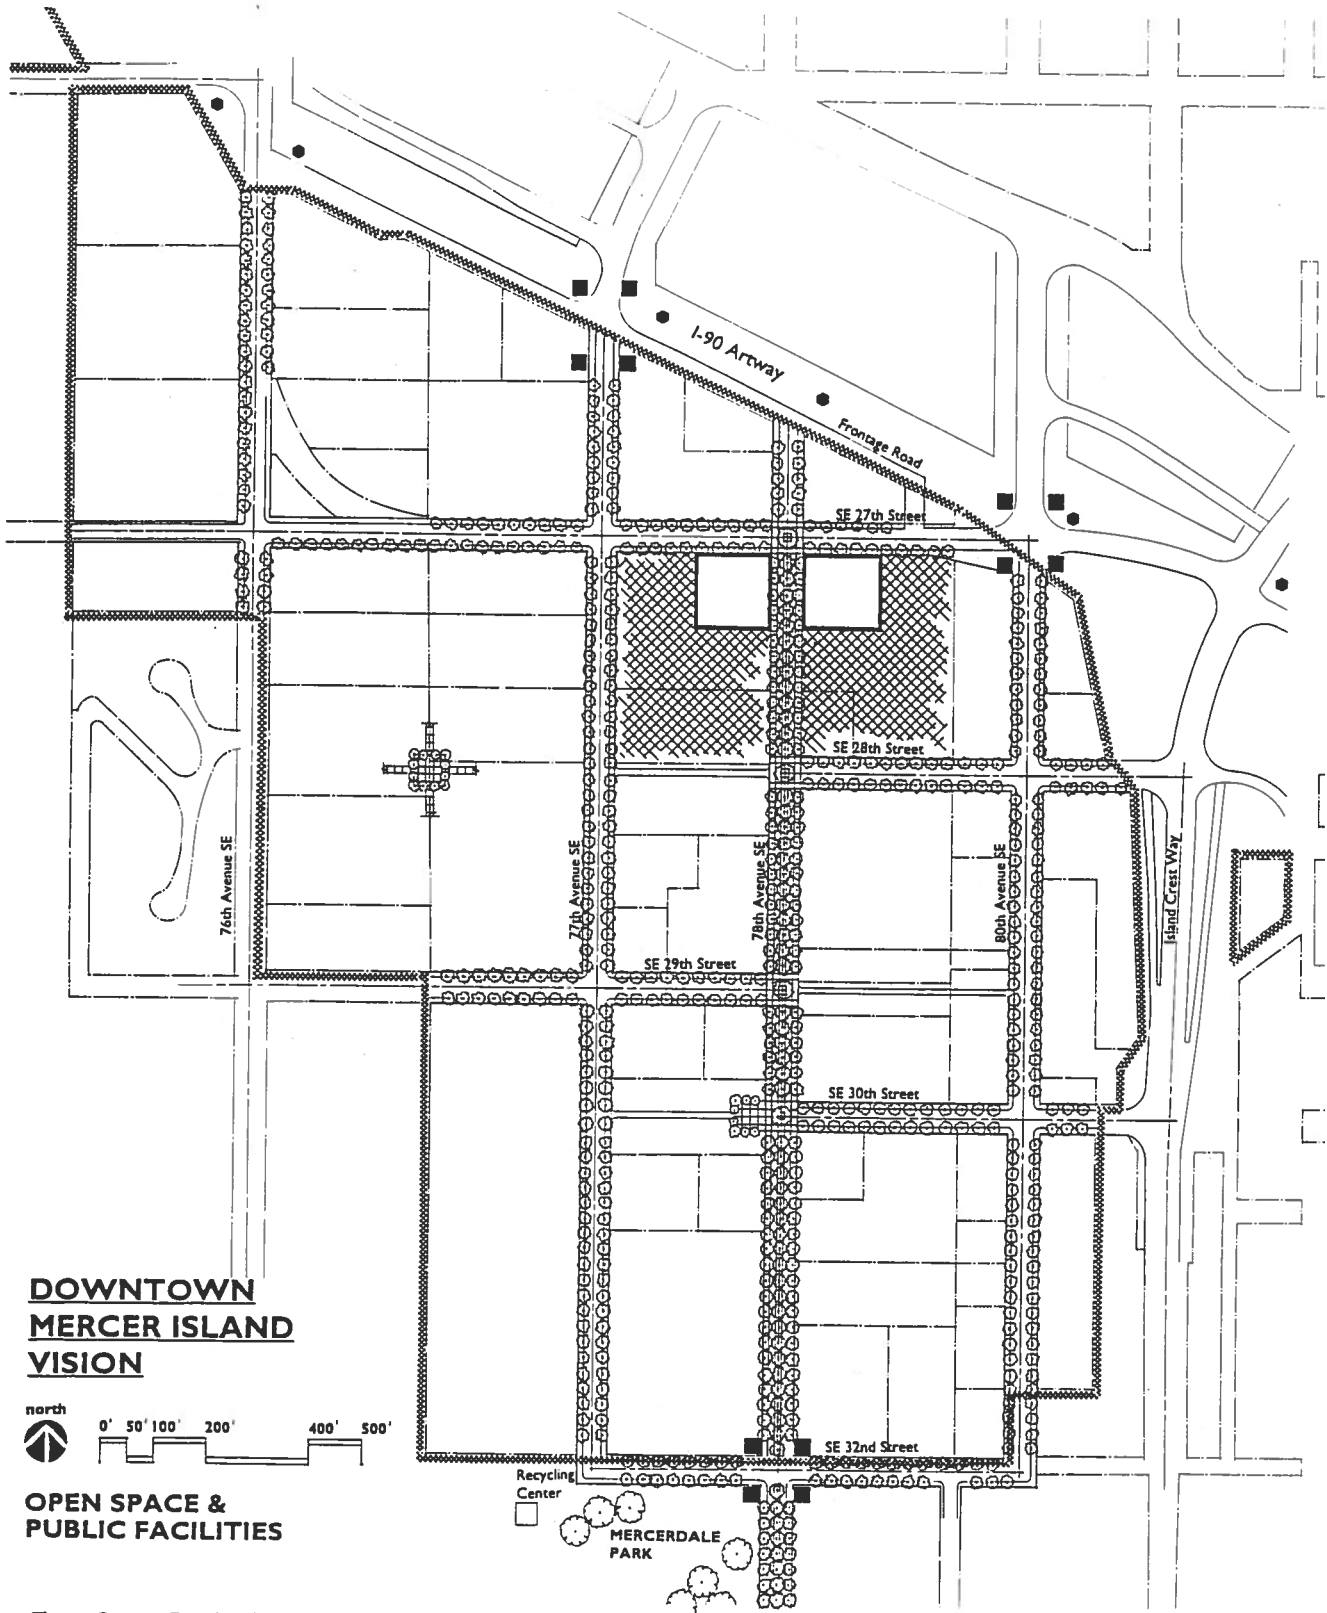 I-90 Artway
Frontage Road
SE 27th Street
SE 28th Street
76th Avenue SE
77th Avenue SE
78th Avenue SE
80th Avenue SE
Island Crest Way
SE 29th Street
SE 30th Street
DOWNTOWN
MERCER ISLAND
VISION
north
0' 50' 100' 200' 400' 500'
SE 32nd Street
Recycling
Center
OPEN SPACE &
PUBLIC FACILITIES
MERCERDALE
PARK